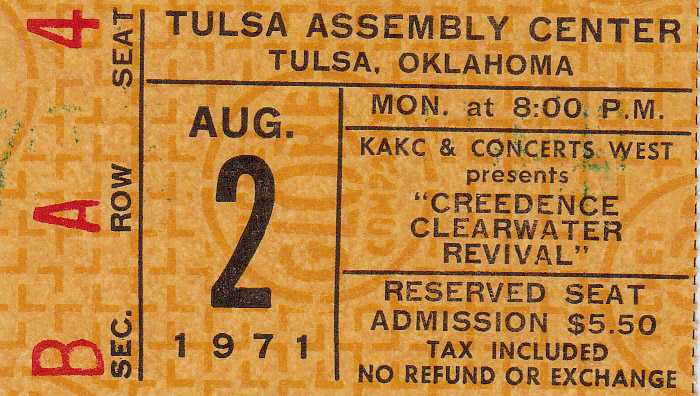 TULSA ASSEMBLY CENTER
TULSA, OKLAHOMA
SEAT 4
ROW A
SEC. B
AUG.
2
1971
MON. at 8:00 P.M.
KAKC & CONCERTS WEST
presents
"CREEDENCE
CLEARWATER
REVIVAL"
RESERVED SEAT
ADMISSION $5.50
TAX INCLUDED
NO REFUND OR EXCHANGE